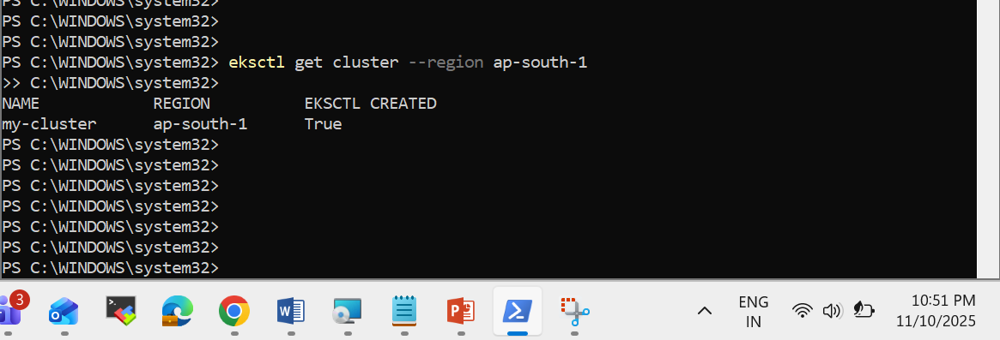 PS C:\WINDOWS\system32>
PS C:\WINDOWS\system32>
PS C:\WINDOWS\system32>
PS C:\WINDOWS\system32> eksctl get cluster --region ap-south-1
>> C:\WINDOWS\system32>
NAME REGION EKSCTL CREATED
my-cluster ap-south-1 True
PS C:\WINDOWS\system32>
PS C:\WINDOWS\system32>
PS C:\WINDOWS\system32>
PS C:\WINDOWS\system32>
PS C:\WINDOWS\system32>
PS C:\WINDOWS\system32>
PS C:\WINDOWS\system32>
3
ENG
IN
10:51 PM
11/10/2025